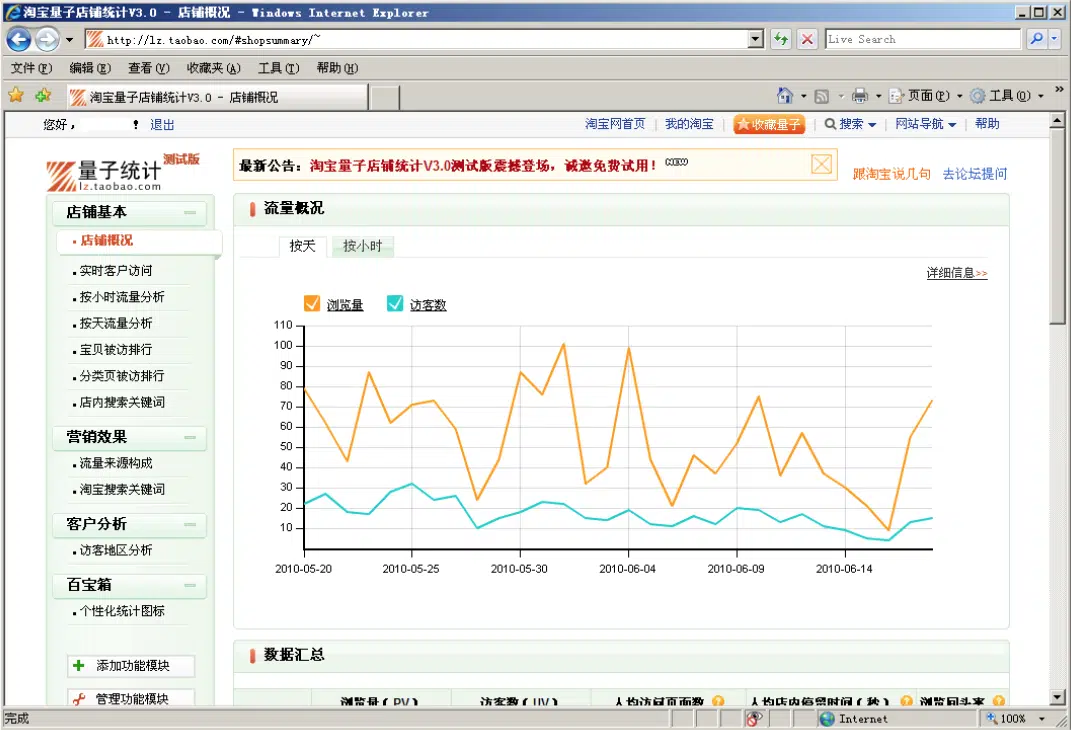 淘宝量子店铺统计V3.0 - 店铺概况 - Windows Internet Explorer
http://lz.taobao.com/#shopsummary/~
Live Search
文件(F) 编辑(E) 查看(V) 收藏夹(A) 工具(T) 帮助(H)
淘宝量子店铺统计V3.0 - 店铺概况
页面(P) 工具(O) »
您好， ！ 退出
淘宝网首页 | 我的淘宝 | 收藏量子 | 搜索 | 网站导航 | 帮助
量子统计 测试版
lz.taobao.com
最新公告：淘宝量子店铺统计V3.0测试版震撼登场，诚邀免费试用！
跟淘宝说几句 去论坛提问
店铺基本
店铺概况
实时客户访问
按小时流量分析
按天流量分析
宝贝被访排行
分类页被访排行
店内搜索关键词
营销效果
流量来源构成
淘宝搜索关键词
客户分析
访客地区分析
百宝箱
个性化统计图标
添加功能模块
管理功能模块
流量概况
按天 按小时
详细信息>>
浏览量 访客数
110
100
90
80
70
60
50
40
30
20
10
2010-05-20 2010-05-25 2010-05-30 2010-06-04 2010-06-09 2010-06-14
数据汇总
浏览量(PV) 访客数(UV) 人均访问页面数 人均店内停留时间(秒) 浏览回头率
完成
Internet
100%